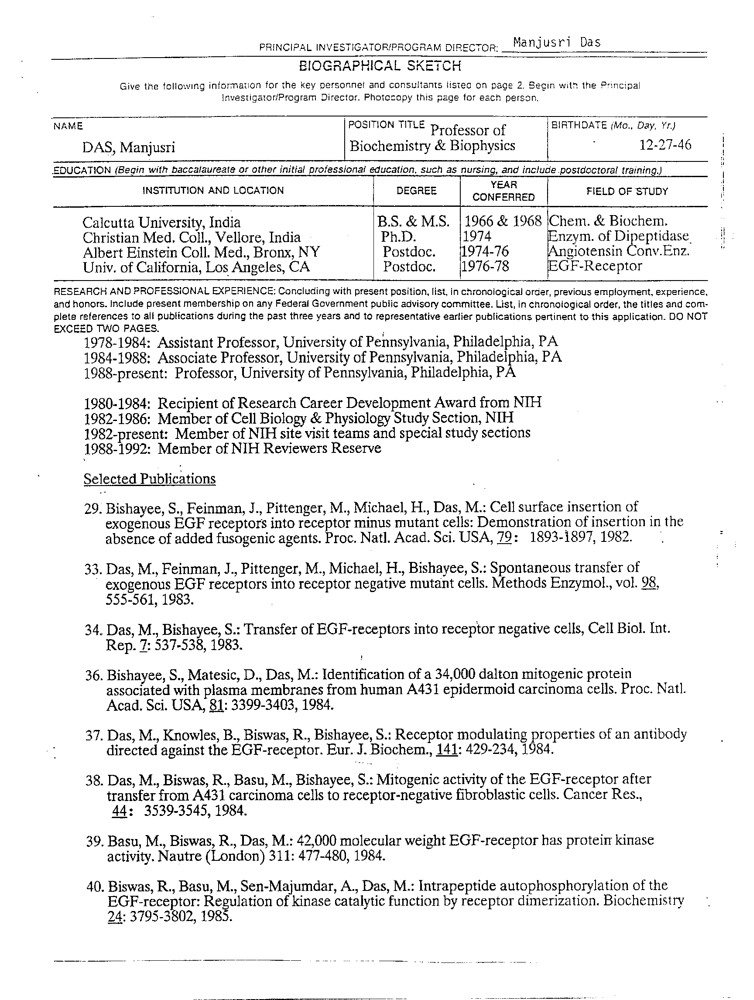 PRINCIPAL INVESTIGATOR/PROGRAM DIRECTOR: Manjusri Das
BIOGRAPHICAL SKETCH
Give the following information for the key personnel and consultants listed on page 2. Begin with the Principal
Investigator/Program Director. Photocopy this page for each person.
NAME
DAS, Manjusri
POSITION TITLE Professor of
Biochemistry & Biophysics
BIRTHDATE (Mo., Day, Yr.)
12-27-46
EDUCATION (Begin with baccalaureate or other initial professional education, such as nursing, and include postdoctoral training.)
INSTITUTION AND LOCATION DEGREE YEAR CONFERRED FIELD OF STUDY
Calcutta University, India B.S. & M.S. 1966 & 1968 Chem. & Biochem.
Christian Med. Coll., Vellore, India Ph.D. 1974 Enzym. of Dipeptidase
Albert Einstein Coll. Med., Bronx, NY Postdoc. 1974-76 Angiotensin Conv.Enz.
Univ. of California, Los Angeles, CA Postdoc. 1976-78 EGF-Receptor
RESEARCH AND PROFESSIONAL EXPERIENCE: Concluding with present position, list, in chronological order, previous employment, experience,
and honors. Include present membership on any Federal Government public advisory committee. List, in chronological order, the titles and com-
plete references to all publications during the past three years and to representative earlier publications pertinent to this application. DO NOT
EXCEED TWO PAGES.
1978-1984: Assistant Professor, University of Pennsylvania, Philadelphia, PA
1984-1988: Associate Professor, University of Pennsylvania, Philadelphia, PA
1988-present: Professor, University of Pennsylvania, Philadelphia, PA
1980-1984: Recipient of Research Career Development Award from NIH
1982-1986: Member of Cell Biology & Physiology Study Section, NIH
1982-present: Member of NIH site visit teams and special study sections
1988-1992: Member of NIH Reviewers Reserve
Selected Publications
29. Bishayee, S., Feinman, J., Pittenger, M., Michael, H., Das, M.: Cell surface insertion of
exogenous EGF receptors into receptor minus mutant cells: Demonstration of insertion in the
absence of added fusogenic agents. Proc. Natl. Acad. Sci. USA, 79: 1893-1897, 1982.
33. Das, M., Feinman, J., Pittenger, M., Michael, H., Bishayee, S.: Spontaneous transfer of
exogenous EGF receptors into receptor negative mutant cells. Methods Enzymol., vol. 98,
555-561, 1983.
34. Das, M., Bishayee, S.: Transfer of EGF-receptors into receptor negative cells, Cell Biol. Int.
Rep. 7: 537-538, 1983.
36. Bishayee, S., Matesic, D., Das, M.: Identification of a 34,000 dalton mitogenic protein
associated with plasma membranes from human A431 epidermoid carcinoma cells. Proc. Natl.
Acad. Sci. USA, 81: 3399-3403, 1984.
37. Das, M., Knowles, B., Biswas, R., Bishayee, S.: Receptor modulating properties of an antibody
directed against the EGF-receptor. Eur. J. Biochem., 141: 429-234, 1984.
38. Das, M., Biswas, R., Basu, M., Bishayee, S.: Mitogenic activity of the EGF-receptor after
transfer from A431 carcinoma cells to receptor-negative fibroblastic cells. Cancer Res.,
44: 3539-3545, 1984.
39. Basu, M., Biswas, R., Das, M.: 42,000 molecular weight EGF-receptor has protein kinase
activity. Nautre (London) 311: 477-480, 1984.
40. Biswas, R., Basu, M., Sen-Majumdar, A., Das, M.: Intrapeptide autophosphorylation of the
EGF-receptor: Regulation of kinase catalytic function by receptor dimerization. Biochemistry
24: 3795-3802, 1985.